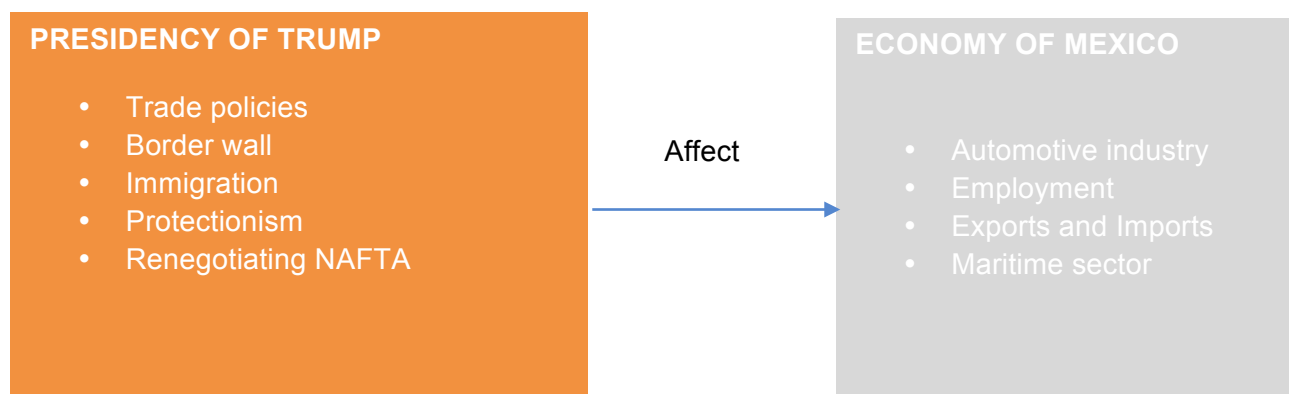 PRESIDENCY OF TRUMP
• Trade policies
• Border wall
• Immigration
• Protectionism
• Renegotiating NAFTA
Affect
ECONOMY OF MEXICO
• Automotive industry
• Employment
• Exports and Imports
• Maritime sector